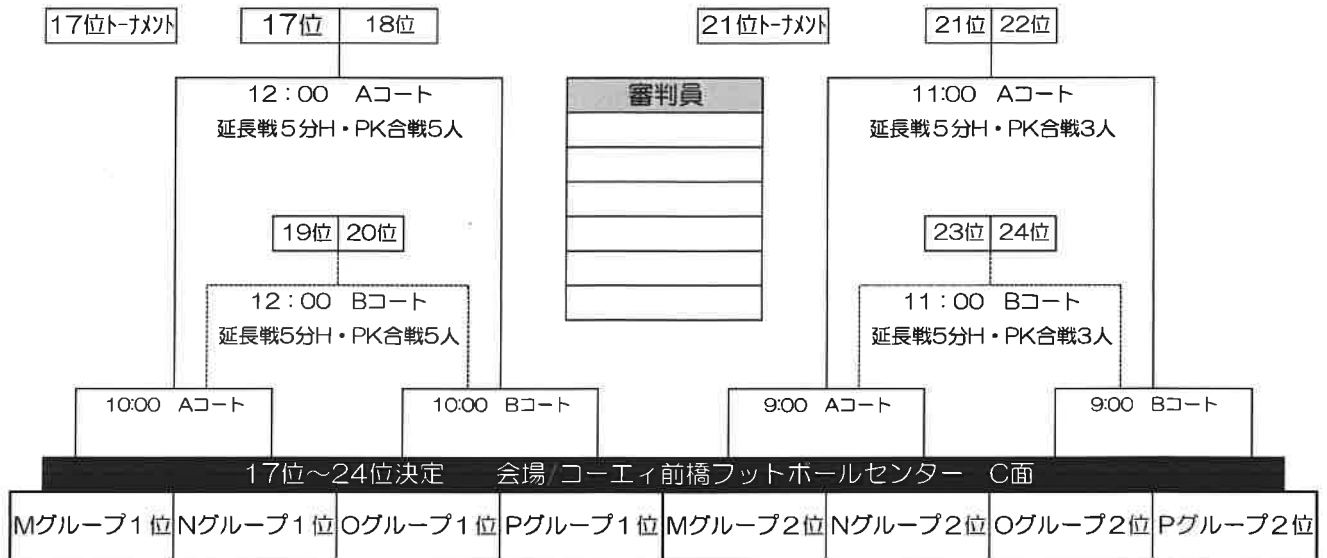 17位トーナメント 17位 18位 21位トーナメント 21位 22位
12：00 Aコート 審判員 11:00 Aコート
延長戦5分H・PK合戦5人 延長戦5分H・PK合戦3人
19位 20位 23位 24位
12：00 Bコート 11：00 Bコート
延長戦5分H・PK合戦5人 延長戦5分H・PK合戦3人
10:00 Aコート 10:00 Bコート 9:00 Aコート 9:00 Bコート
17位～24位決定 会場/コーエィ前橋フットボールセンター C面
Mグループ1位 Nグループ1位 Oグループ1位 Pグループ1位 Mグループ2位 Nグループ2位 Oグループ2位 Pグループ2位